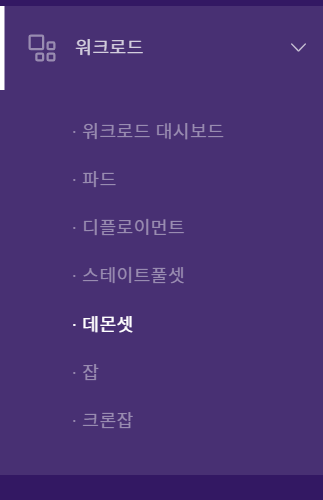 워크로드
· 워크로드 대시보드
· 파드
· 디플로이먼트
· 스테이트풀셋
· 데몬셋
· 잡
· 크론잡